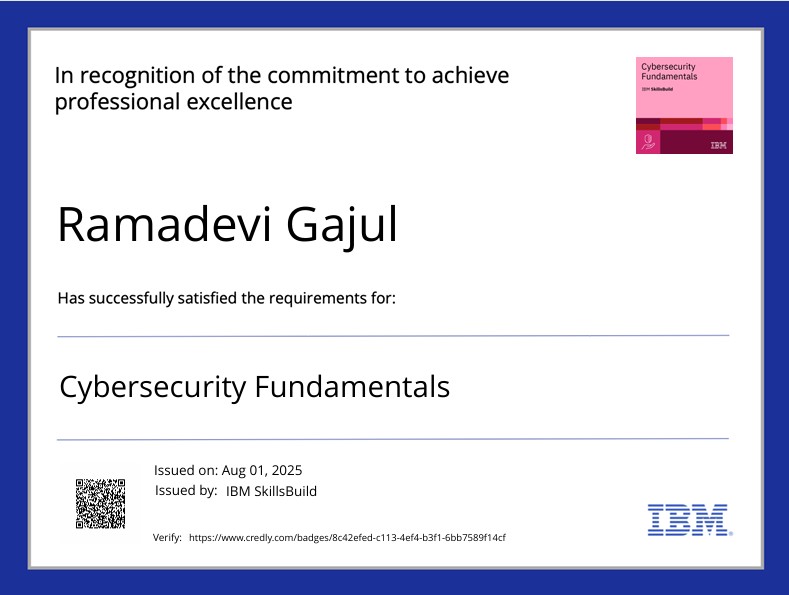 In recognition of the commitment to achieve
professional excellence
Cybersecurity
Fundamentals
IBM SkillsBuild
IBM
Ramadevi Gajul
Has successfully satisfied the requirements for:
Cybersecurity Fundamentals
Issued on: Aug 01, 2025
Issued by: IBM SkillsBuild
IBM®
Verify: https://www.credly.com/badges/8c42efed-c113-4ef4-b3f1-6bb7589f14cf